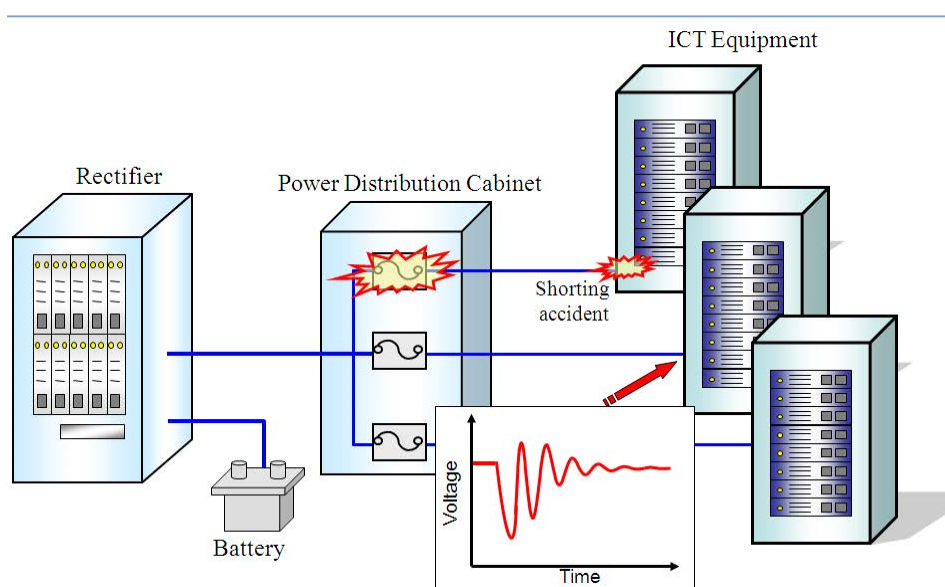 ICT Equipment
Rectifier
Power Distribution Cabinet
Shorting
accident
Battery
Voltage
Time